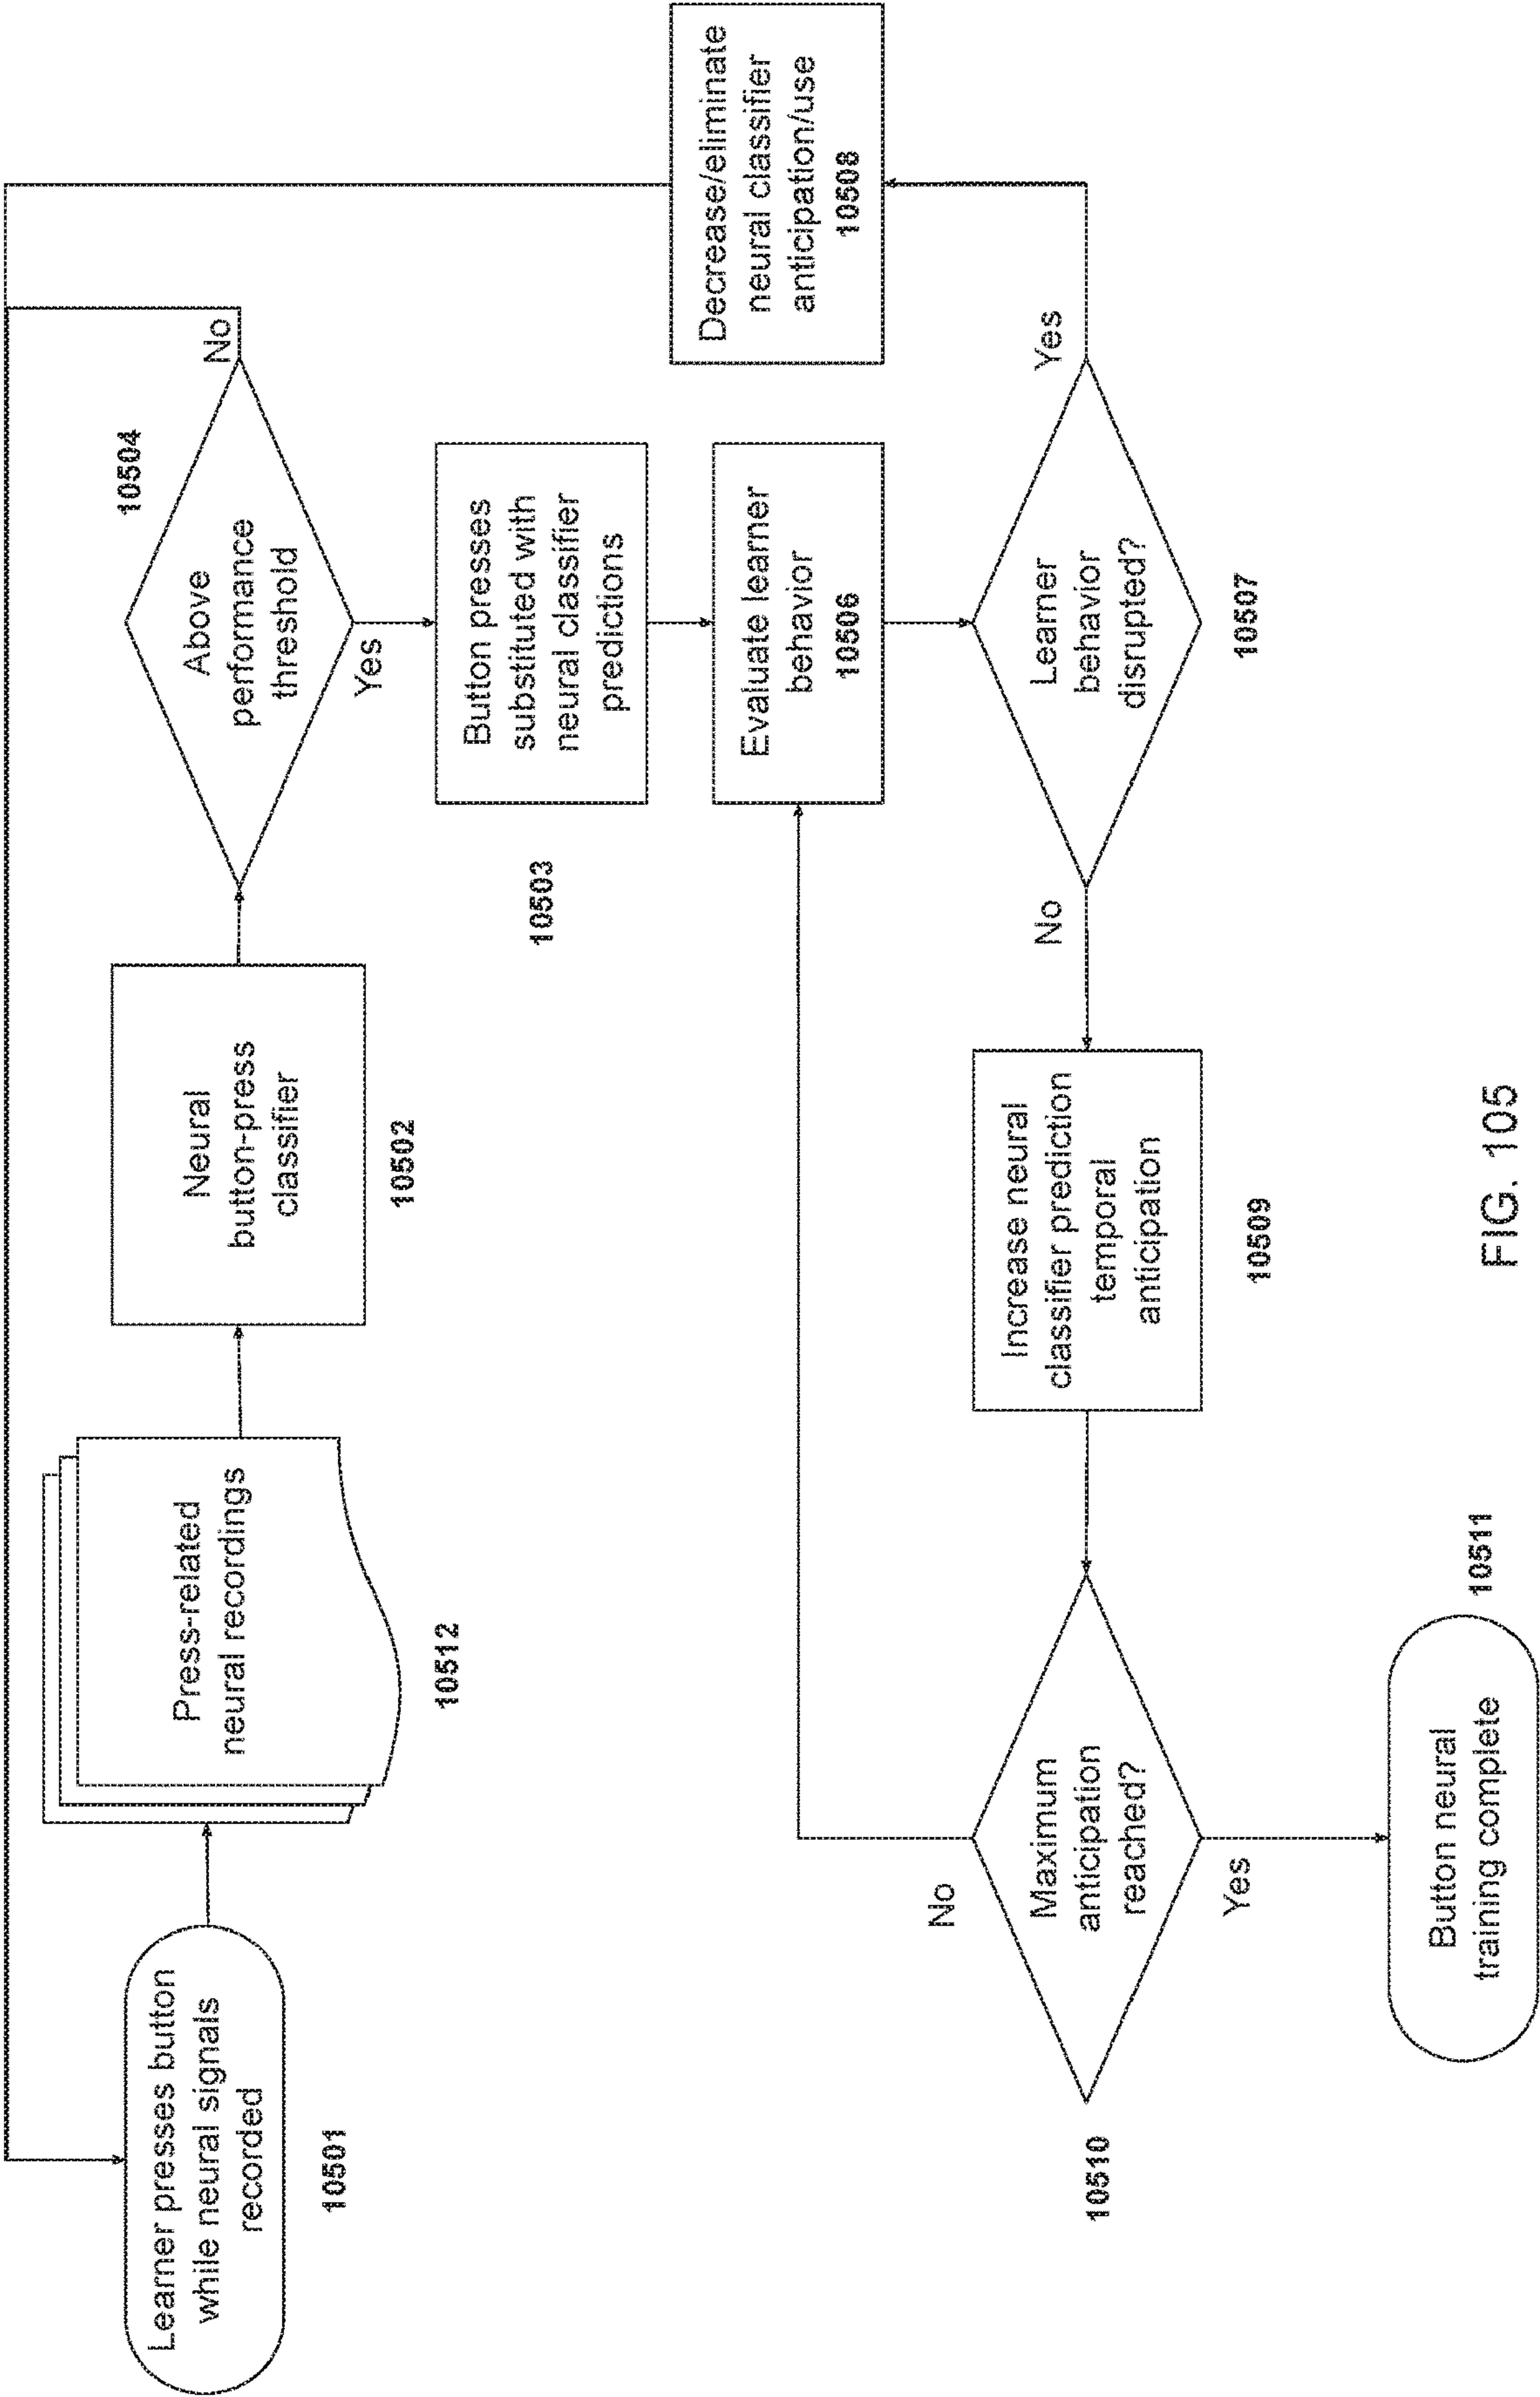 Learner presses button
while neural signals
recorded
10501
Press-related
neural recordings
10512
Neural
button-press
classifier
10502
Above
performance
threshold
10504
No
Yes
Button presses
substituted with
neural classifier
predictions
10503
Evaluate learner
behavior
10506
Learner
behavior
disrupted?
10507
Yes
Decrease/eliminate
neural classifier
anticipation/use
10508
No
Increase neural
classifier prediction
temporal
anticipation
10509
Maximum
anticipation
reached?
10510
No
Yes
Button neural
training complete
10511
FIG. 105